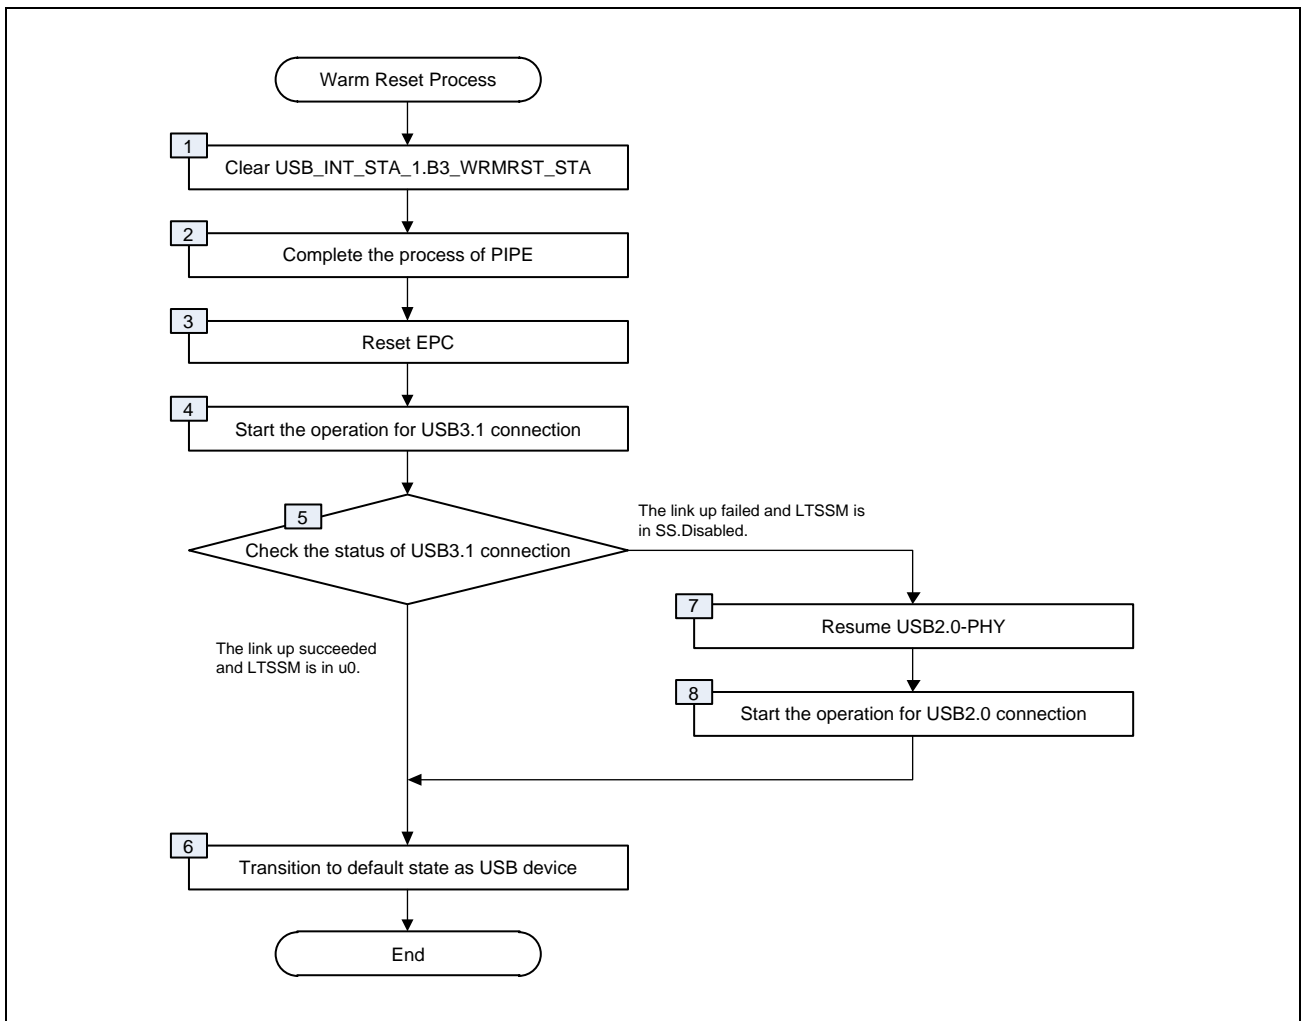 Warm Reset Process
1
Clear USB_INT_STA_1.B3_WRMRST_STA
2
Complete the process of PIPE
3
Reset EPC
4
Start the operation for USB3.1 connection
5
Check the status of USB3.1 connection
The link up failed and LTSSM is
in SS.Disabled.
7
Resume USB2.0-PHY
The link up succeeded
and LTSSM is in u0.
8
Start the operation for USB2.0 connection
6
Transition to default state as USB device
End